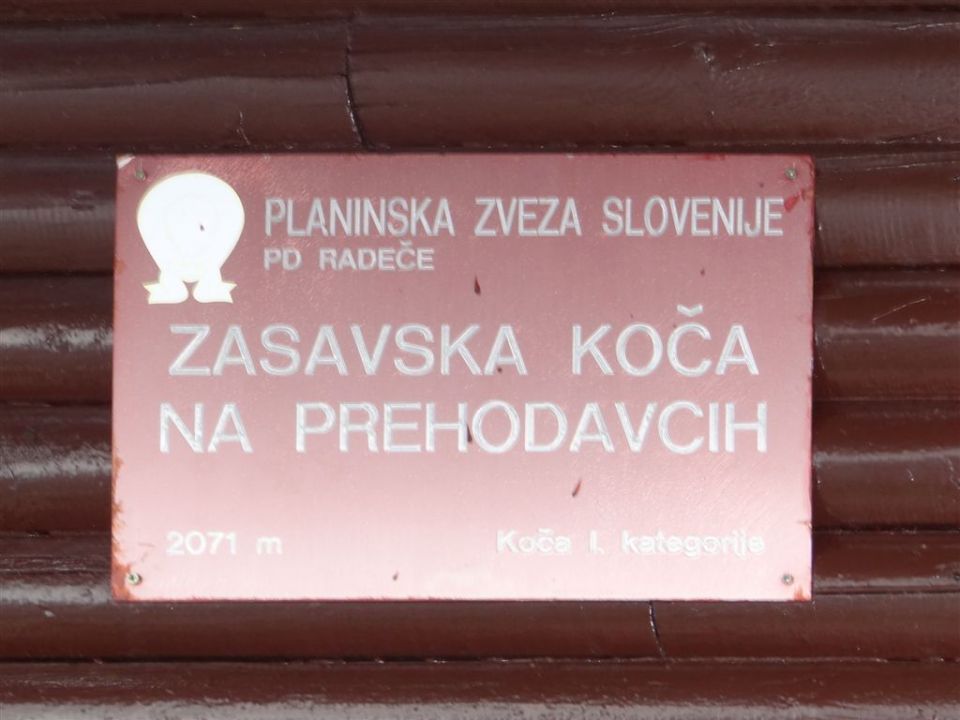 PLANINSKA ZVEZA SLOVENIJE
PD RADEČE
ZASAVSKA KOČA
NA PREHODAVCIH
2071 m
Koča I. kategorije